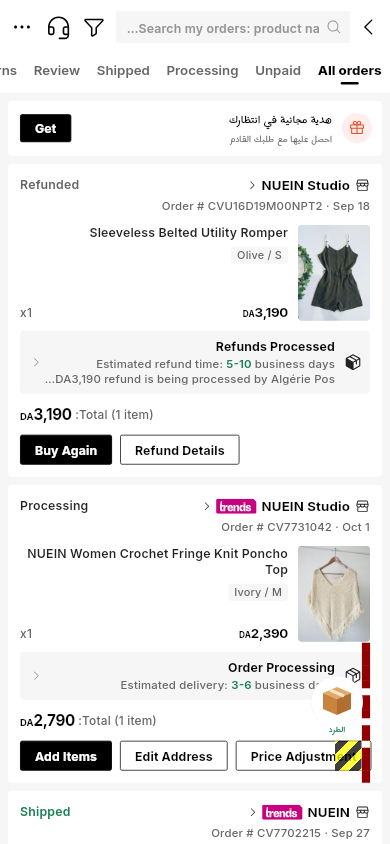 Search my orders: product na...
All orders
Unpaid
Processing
Shipped
Review
rns
هدية مجانية في انتظارك
احصل عليها مع طلبك القادم
Get
NUEIN Studio
Refunded
Order # CVU16D19M00NPT2 · Sep 18
Sleeveless Belted Utility Romper
Olive / S
DA3,190
x1
Refunds Processed
Estimated refund time: 5-10 business days
DA3,190 refund is being processed by Algérie Pos...
DA3,190 :Total (1 item)
Buy Again
Refund Details
NUEIN Studio
trends
Processing
Order # CV7731042 · Oct 1
NUEIN Women Crochet Fringe Knit Poncho
Top
Ivory / M
DA2,390
x1
Order Processing
Estimated delivery: 3-6 business
الطرد
DA2,790 :Total (1 item)
Add Items
Edit Address
Price Adjustment
NUEIN
trends
Shipped
Order # CV7702215 · Sep 27